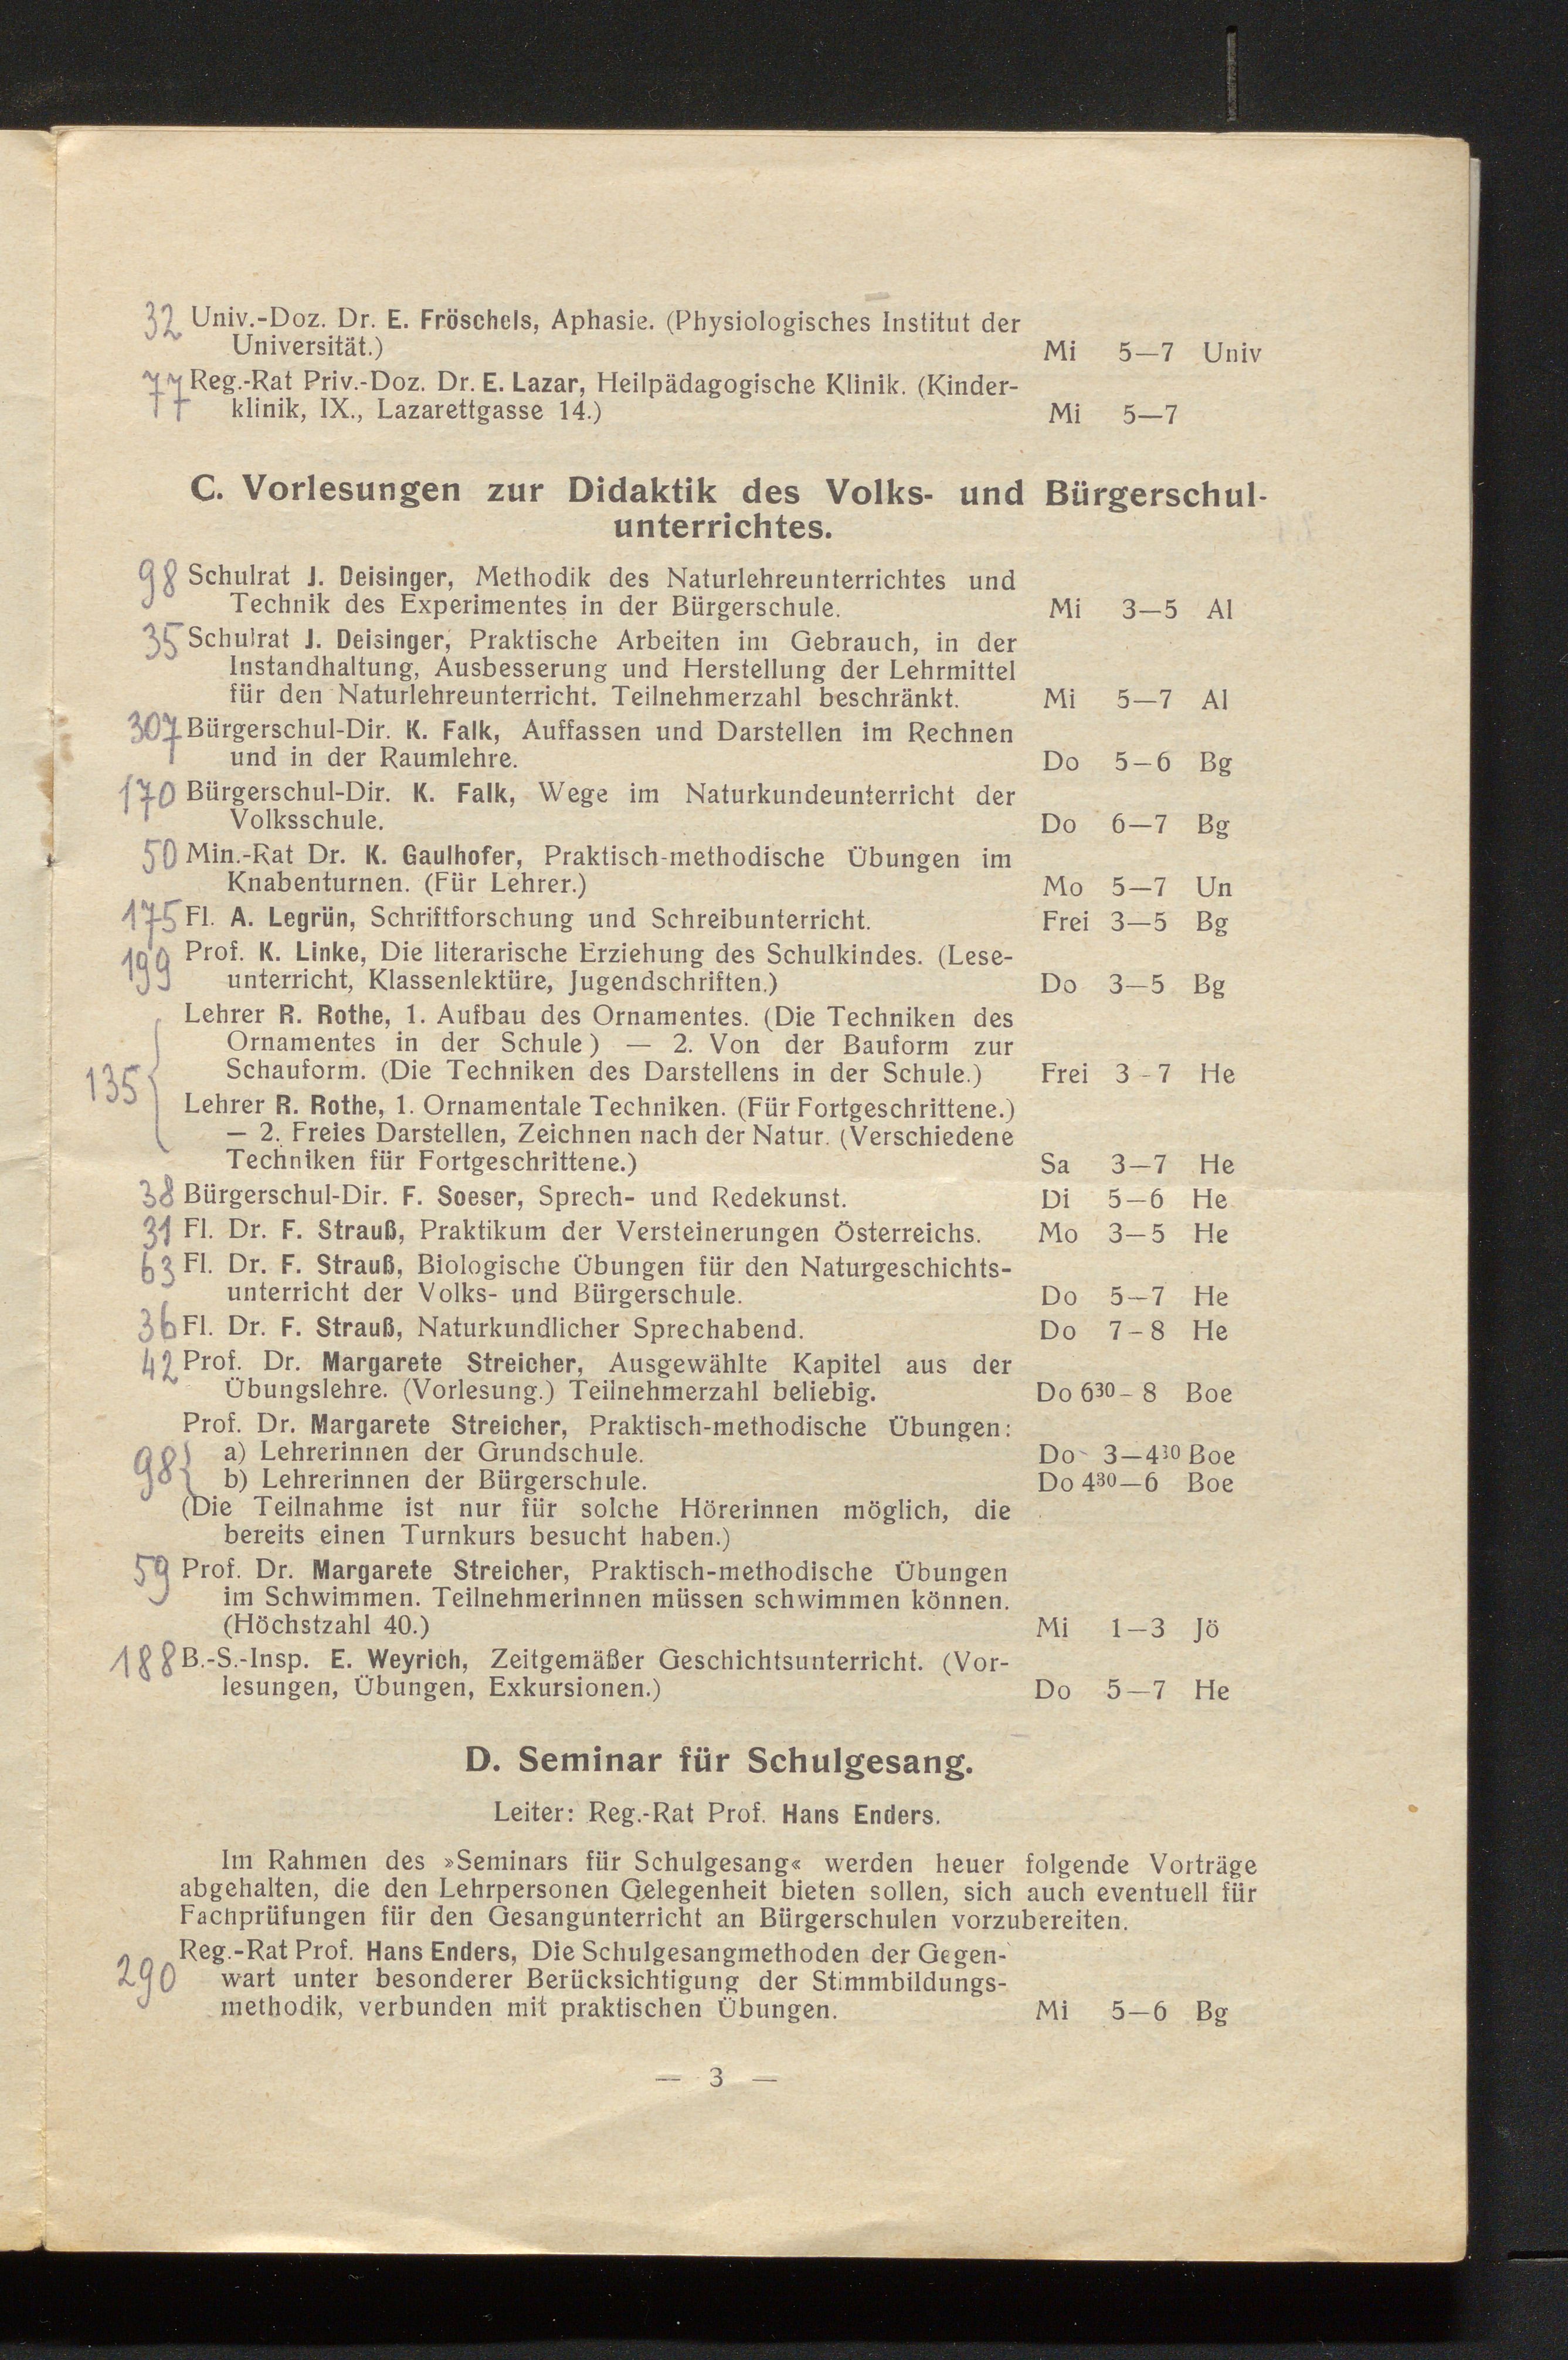 32 Univ.-Doz. Dr. E. Fröschels, Aphasie. (Physiologisches Institut der
Universität.) Mi 5—7 Univ
77 Reg.-Rat Priv.-Doz. Dr. E. Lazar, Heilpädagogische Klinik. (Kinder-
klinik, IX., Lazarettgasse 14.) Mi 5—7
C. Vorlesungen zur Didaktik des Volks- und Bürgerschul-
unterrichtes.
98 Schulrat J. Deisinger, Methodik des Naturlehreunterrichtes und
Technik des Experimentes in der Bürgerschule. Mi 3—5 Al
35 Schulrat J. Deisinger, Praktische Arbeiten im Gebrauch, in der
Instandhaltung, Ausbesserung und Herstellung der Lehrmittel
für den Naturlehreunterricht. Teilnehmerzahl beschränkt. Mi 5—7 Al
307 Bürgerschul-Dir. K. Falk, Auffassen und Darstellen im Rechnen
und in der Raumlehre. Do 5—6 Bg
170 Bürgerschul-Dir. K. Falk, Wege im Naturkundeunterricht der
Volksschule. Do 6—7 Bg
50 Min.-Rat Dr. K. Gaulhofer, Praktisch-methodische Übungen im
Knabenturnen. (Für Lehrer.) Mo 5—7 Un
175 Fl. A. Legrün, Schriftforschung und Schreibunterricht. Frei 3—5 Bg
199 Prof. K. Linke, Die literarische Erziehung des Schulkindes. (Lese-
unterricht, Klassenlektüre, Jugendschriften.) Do 3—5 Bg
Lehrer R. Rothe, 1. Aufbau des Ornamentes. (Die Techniken des
Ornamentes in der Schule) — 2. Von der Bauform zur
Schauform. (Die Techniken des Darstellens in der Schule.) Frei 3-7 He
135 { Lehrer R. Rothe, 1. Ornamentale Techniken. (Für Fortgeschrittene.)
— 2. Freies Darstellen, Zeichnen nach der Natur. (Verschiedene
Techniken für Fortgeschrittene.) Sa 3—7 He
38 Bürgerschul-Dir. F. Soeser, Sprech- und Redekunst. Di 5—6 He
31 Fl. Dr. F. Strauß, Praktikum der Versteinerungen Österreichs. Mo 3—5 He
63 Fl. Dr. F. Strauß, Biologische Übungen für den Naturgeschichts-
unterricht der Volks- und Bürgerschule. Do 5—7 He
36 Fl. Dr. F. Strauß, Naturkundlicher Sprechabend. Do 7—8 He
42 Prof. Dr. Margarete Streicher, Ausgewählte Kapitel aus der
Übungslehre. (Vorlesung.) Teilnehmerzahl beliebig. Do 6³⁰—8 Boe
Prof. Dr. Margarete Streicher, Praktisch-methodische Übungen:
98 { a) Lehrerinnen der Grundschule. Do 3—4³⁰ Boe
b) Lehrerinnen der Bürgerschule. Do 4³⁰—6 Boe
(Die Teilnahme ist nur für solche Hörerinnen möglich, die
bereits einen Turnkurs besucht haben.)
59 Prof. Dr. Margarete Streicher, Praktisch-methodische Übungen
im Schwimmen. Teilnehmerinnen müssen schwimmen können.
(Höchstzahl 40.) Mi 1—3 Jö
188 B.-S.-Insp. E. Weyrich, Zeitgemäßer Geschichtsunterricht. (Vor-
lesungen, Übungen, Exkursionen.) Do 5—7 He
D. Seminar für Schulgesang.
Leiter: Reg.-Rat Prof. Hans Enders.
Im Rahmen des »Seminars für Schulgesang« werden heuer folgende Vorträge
abgehalten, die den Lehrpersonen Gelegenheit bieten sollen, sich auch eventuell für
Fachprüfungen für den Gesangunterricht an Bürgerschulen vorzubereiten.
Reg.-Rat Prof. Hans Enders, Die Schulgesangmethoden der Gegen-
290 wart unter besonderer Berücksichtigung der Stimmbildungs-
methodik, verbunden mit praktischen Übungen. Mi 5—6 Bg
— 3 —